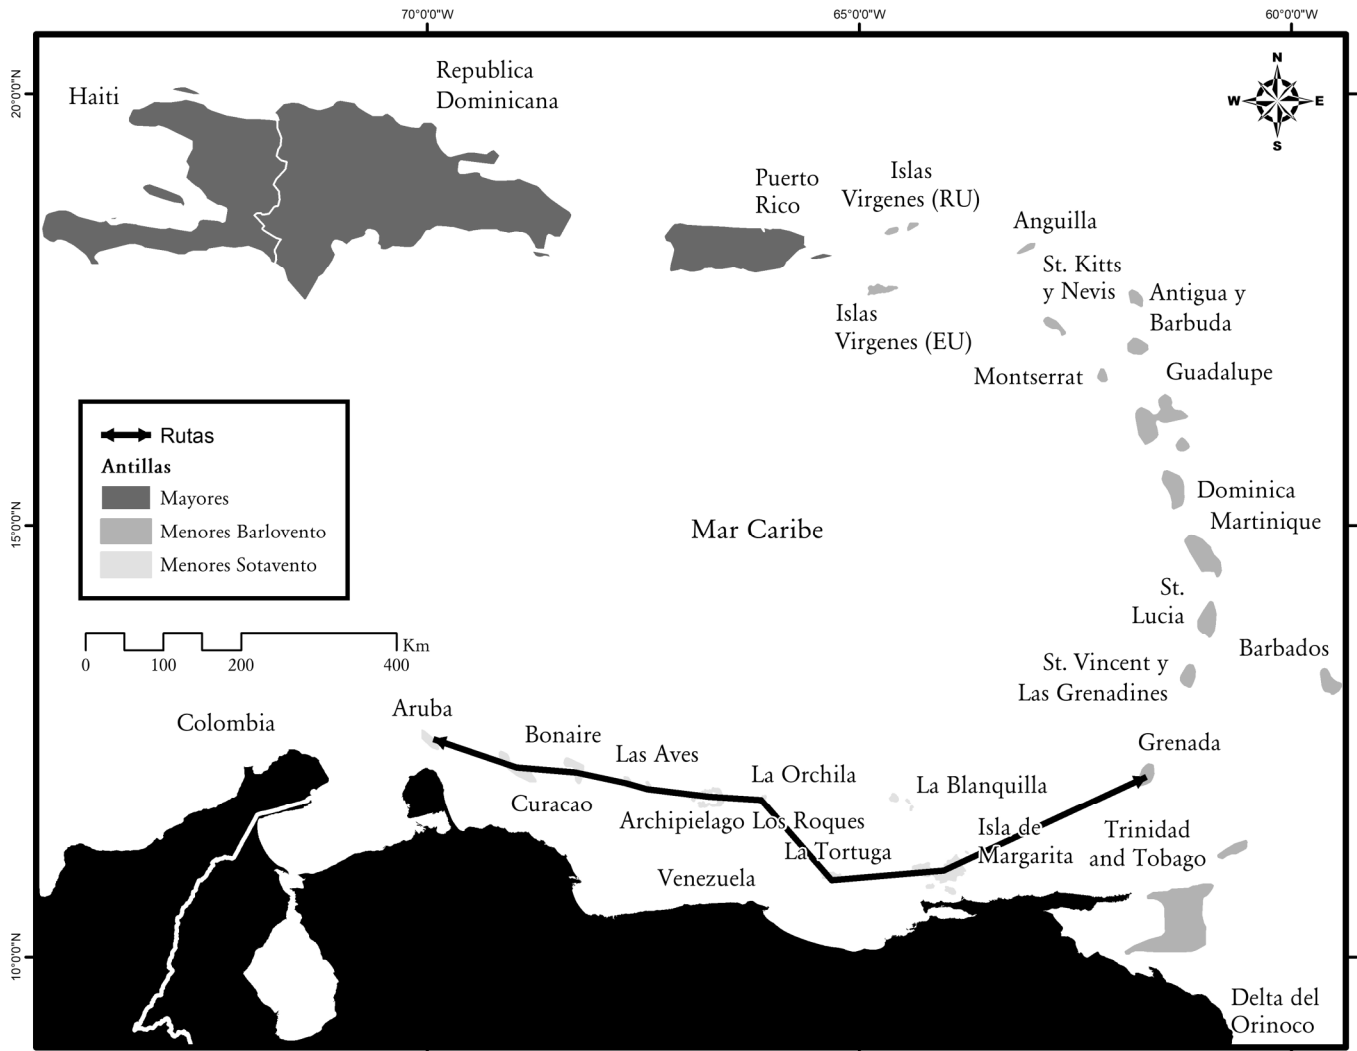 70°0'0"W
65°0'0"W
60°0'0"W
20°0'0"N
15°0'0"N
10°0'0"N
N
W
E
S
Haiti
Republica
Dominicana
Puerto
Rico
Islas
Virgenes (RU)
Anguilla
St. Kitts
y Nevis
Antigua y
Barbuda
Islas
Virgenes (EU)
Montserrat
Guadalupe
Rutas
Antillas
Mayores
Menores Barlovento
Menores Sotavento
Mar Caribe
Dominica
Martinique
St.
Lucia
Barbados
St. Vincent y
Las Grenadines
0
100
200
400
Km
Colombia
Aruba
Bonaire
Las Aves
Curacao
La Orchila
Archipielago Los Roques
La Tortuga
La Blanquilla
Isla de
Margarita
Grenada
Trinidad
and Tobago
Venezuela
Delta del
Orinoco